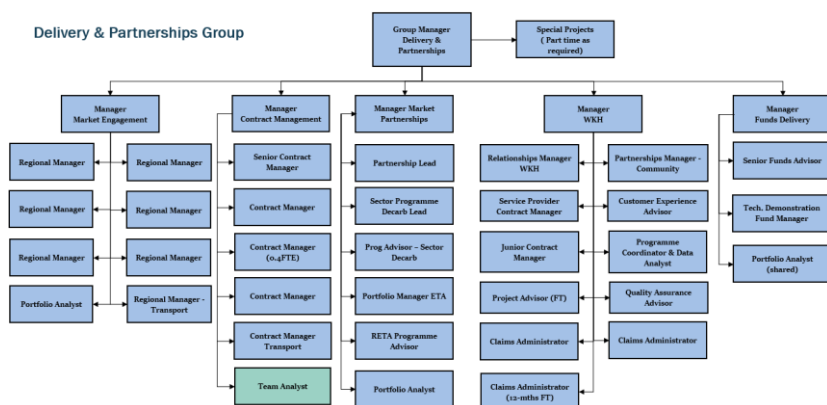 Delivery & Partnerships Group
Group Manager
Delivery &
Partnerships
Special Projects
( Part time as
required)
Manager
Market Engagement
Manager
Contract Management
Manager Market
Partnerships
Manager
WKH
Manager
Funds Delivery
Regional Manager
Regional Manager
Senior Contract
Manager
Partnership Lead
Relationships Manager
WKH
Partnerships Manager -
Community
Senior Funds Advisor
Regional Manager
Regional Manager
Contract Manager
Sector Programme
Decarb Lead
Service Provider
Contract Manager
Customer Experience
Advisor
Tech. Demonstration
Fund Manager
Regional Manager
Regional Manager
Contract Manager
(0.4FTE)
Prog Advisor – Sector
Decarb
Junior Contract
Manager
Programme
Coordinator & Data
Analyst
Portfolio Analyst
(shared)
Portfolio Analyst
Regional Manager -
Transport
Contract Manager
Portfolio Manager ETA
Project Advisor (FT)
Quality Assurance
Advisor
Contract Manager
Transport
RETA Programme
Advisor
Claims Administrator
Claims Administrator
Team Analyst
Portfolio Analyst
Claims Administrator
(12-mths FT)